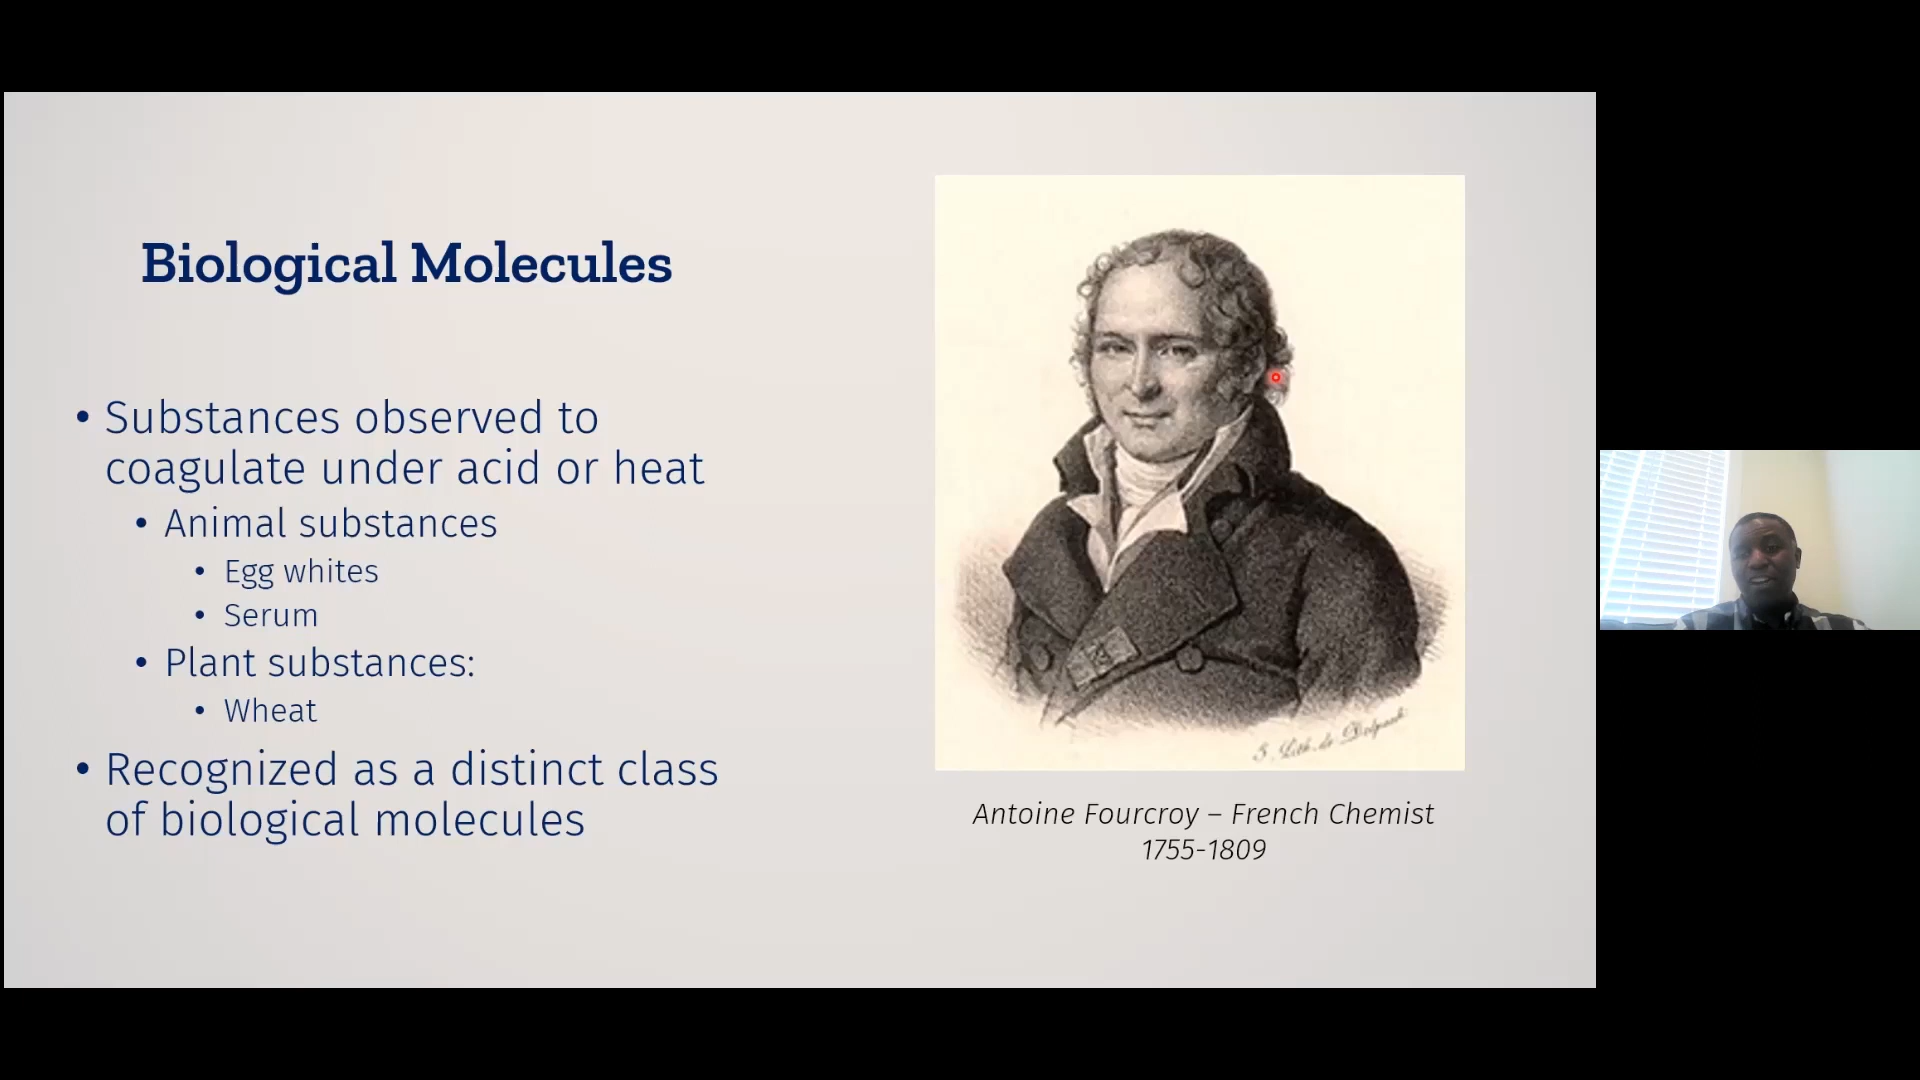 Biological Molecules
• Substances observed to
coagulate under acid or heat
• Animal substances
• Egg whites
• Serum
• Plant substances:
• Wheat
• Recognized as a distinct class
of biological molecules
Antoine Fourcroy – French Chemist
1755-1809